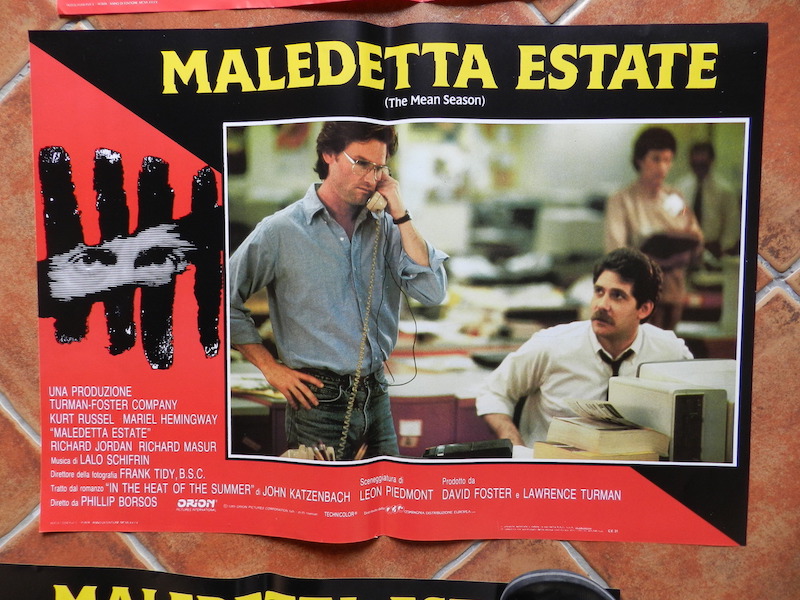 MALEDETTA ESTATE
(The Mean Season)
UNA PRODUZIONE
TURMAN-FOSTER COMPANY
KURT RUSSEL MARIEL HEMINGWAY
"MALEDETTA ESTATE"
RICHARD JORDAN RICHARD MASUR
Musica di LALO SCHIFRIN
Direttore della fotografia FRANK TIDY, B.S.C.
Tratto dal romanzo "IN THE HEAT OF THE SUMMER" di JOHN KATZENBACH
Sceneggiatura di
LEON PIEDMONT
Prodotto da
DAVID FOSTER e LAWRENCE TURMAN
Diretto da PHILLIP BORSOS
ORION
PICTURES INTERNATIONAL
TECHNICOLOR
MALEDETTA